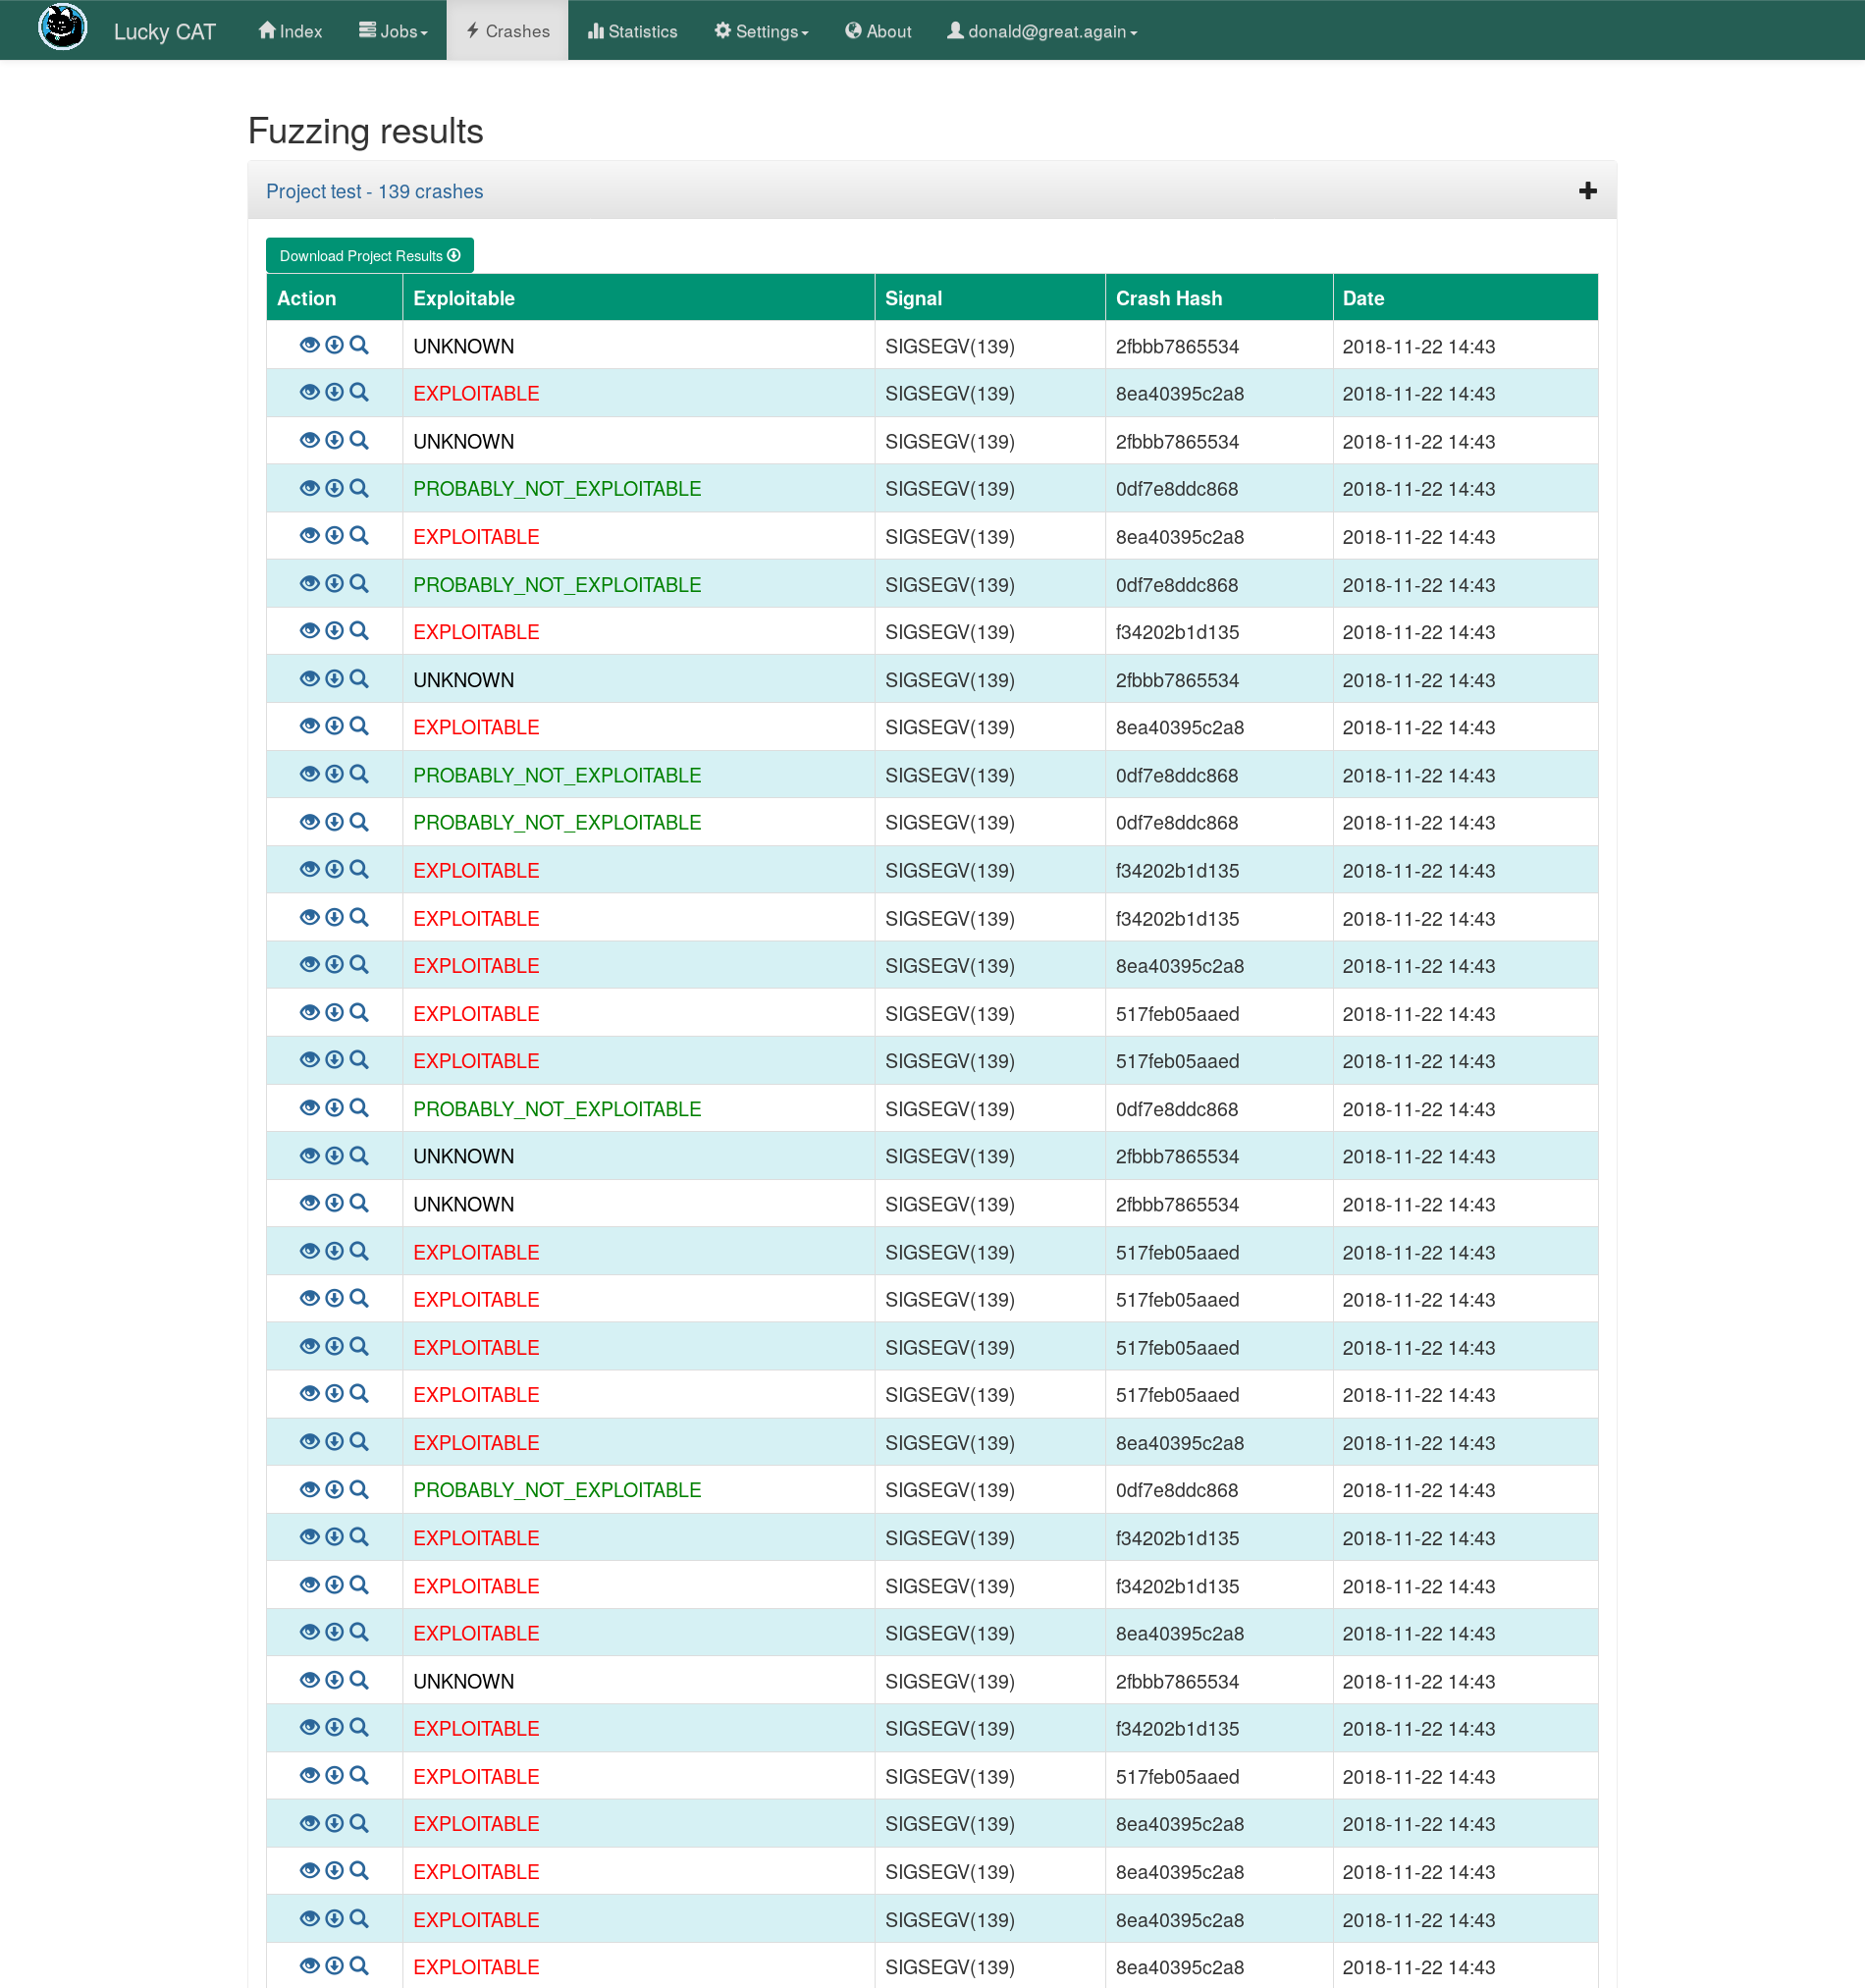 Lucky CAT Index Jobs Crashes Statistics Settings About donald@great.again
Fuzzing results
Project test - 139 crashes
Download Project Results
Action Exploitable Signal Crash Hash Date
UNKNOWN SIGSEGV(139) 2fbbb7865534 2018-11-22 14:43
EXPLOITABLE SIGSEGV(139) 8ea40395c2a8 2018-11-22 14:43
UNKNOWN SIGSEGV(139) 2fbbb7865534 2018-11-22 14:43
PROBABLY_NOT_EXPLOITABLE SIGSEGV(139) 0df7e8ddc868 2018-11-22 14:43
EXPLOITABLE SIGSEGV(139) 8ea40395c2a8 2018-11-22 14:43
PROBABLY_NOT_EXPLOITABLE SIGSEGV(139) 0df7e8ddc868 2018-11-22 14:43
EXPLOITABLE SIGSEGV(139) f34202b1d135 2018-11-22 14:43
UNKNOWN SIGSEGV(139) 2fbbb7865534 2018-11-22 14:43
EXPLOITABLE SIGSEGV(139) 8ea40395c2a8 2018-11-22 14:43
PROBABLY_NOT_EXPLOITABLE SIGSEGV(139) 0df7e8ddc868 2018-11-22 14:43
PROBABLY_NOT_EXPLOITABLE SIGSEGV(139) 0df7e8ddc868 2018-11-22 14:43
EXPLOITABLE SIGSEGV(139) f34202b1d135 2018-11-22 14:43
EXPLOITABLE SIGSEGV(139) f34202b1d135 2018-11-22 14:43
EXPLOITABLE SIGSEGV(139) 8ea40395c2a8 2018-11-22 14:43
EXPLOITABLE SIGSEGV(139) 517feb05aaed 2018-11-22 14:43
EXPLOITABLE SIGSEGV(139) 517feb05aaed 2018-11-22 14:43
PROBABLY_NOT_EXPLOITABLE SIGSEGV(139) 0df7e8ddc868 2018-11-22 14:43
UNKNOWN SIGSEGV(139) 2fbbb7865534 2018-11-22 14:43
UNKNOWN SIGSEGV(139) 2fbbb7865534 2018-11-22 14:43
EXPLOITABLE SIGSEGV(139) 517feb05aaed 2018-11-22 14:43
EXPLOITABLE SIGSEGV(139) 517feb05aaed 2018-11-22 14:43
EXPLOITABLE SIGSEGV(139) 517feb05aaed 2018-11-22 14:43
EXPLOITABLE SIGSEGV(139) 517feb05aaed 2018-11-22 14:43
EXPLOITABLE SIGSEGV(139) 8ea40395c2a8 2018-11-22 14:43
PROBABLY_NOT_EXPLOITABLE SIGSEGV(139) 0df7e8ddc868 2018-11-22 14:43
EXPLOITABLE SIGSEGV(139) f34202b1d135 2018-11-22 14:43
EXPLOITABLE SIGSEGV(139) f34202b1d135 2018-11-22 14:43
EXPLOITABLE SIGSEGV(139) 8ea40395c2a8 2018-11-22 14:43
UNKNOWN SIGSEGV(139) 2fbbb7865534 2018-11-22 14:43
EXPLOITABLE SIGSEGV(139) f34202b1d135 2018-11-22 14:43
EXPLOITABLE SIGSEGV(139) 517feb05aaed 2018-11-22 14:43
EXPLOITABLE SIGSEGV(139) 8ea40395c2a8 2018-11-22 14:43
EXPLOITABLE SIGSEGV(139) 8ea40395c2a8 2018-11-22 14:43
EXPLOITABLE SIGSEGV(139) 8ea40395c2a8 2018-11-22 14:43
EXPLOITABLE SIGSEGV(139) 8ea40395c2a8 2018-11-22 14:43